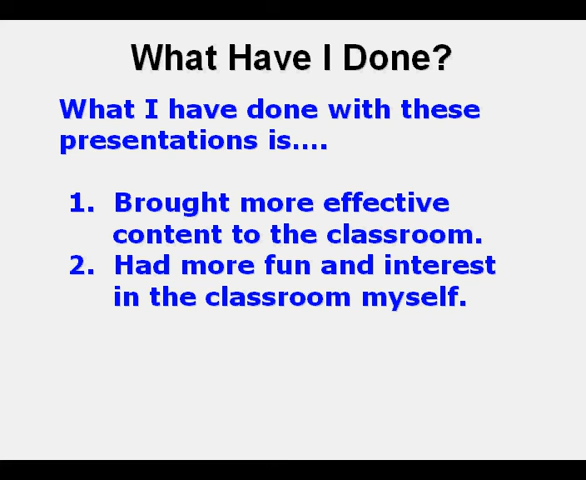 What Have I Done?
What I have done with these
presentations is....
1. Brought more effective
content to the classroom.
2. Had more fun and interest
in the classroom myself.